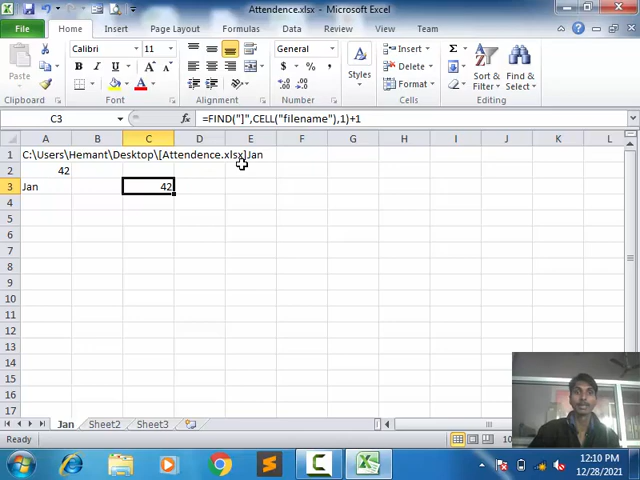 Attendence.xlsx - Microsoft Excel
File Home Insert Page Layout Formulas Data Review View Team
Paste
Clipboard
Calibri 11
B I U
Font
Alignment
General
$ % ,
Number
A
Styles
Insert
Delete
Format
Cells
Σ
Sort & Filter
Find & Select
Editing
C3 fx =FIND("]",CELL("filename"),1)+1
A B C D E F G H I J K L
1 C:\Users\Hemant\Desktop\[Attendence.xlsx]Jan
2 42
3 Jan 42
4
5
6
7
8
9
10
11
12
13
14
15
16
17
Jan Sheet2 Sheet3
Ready
12:10 PM
12/28/2021